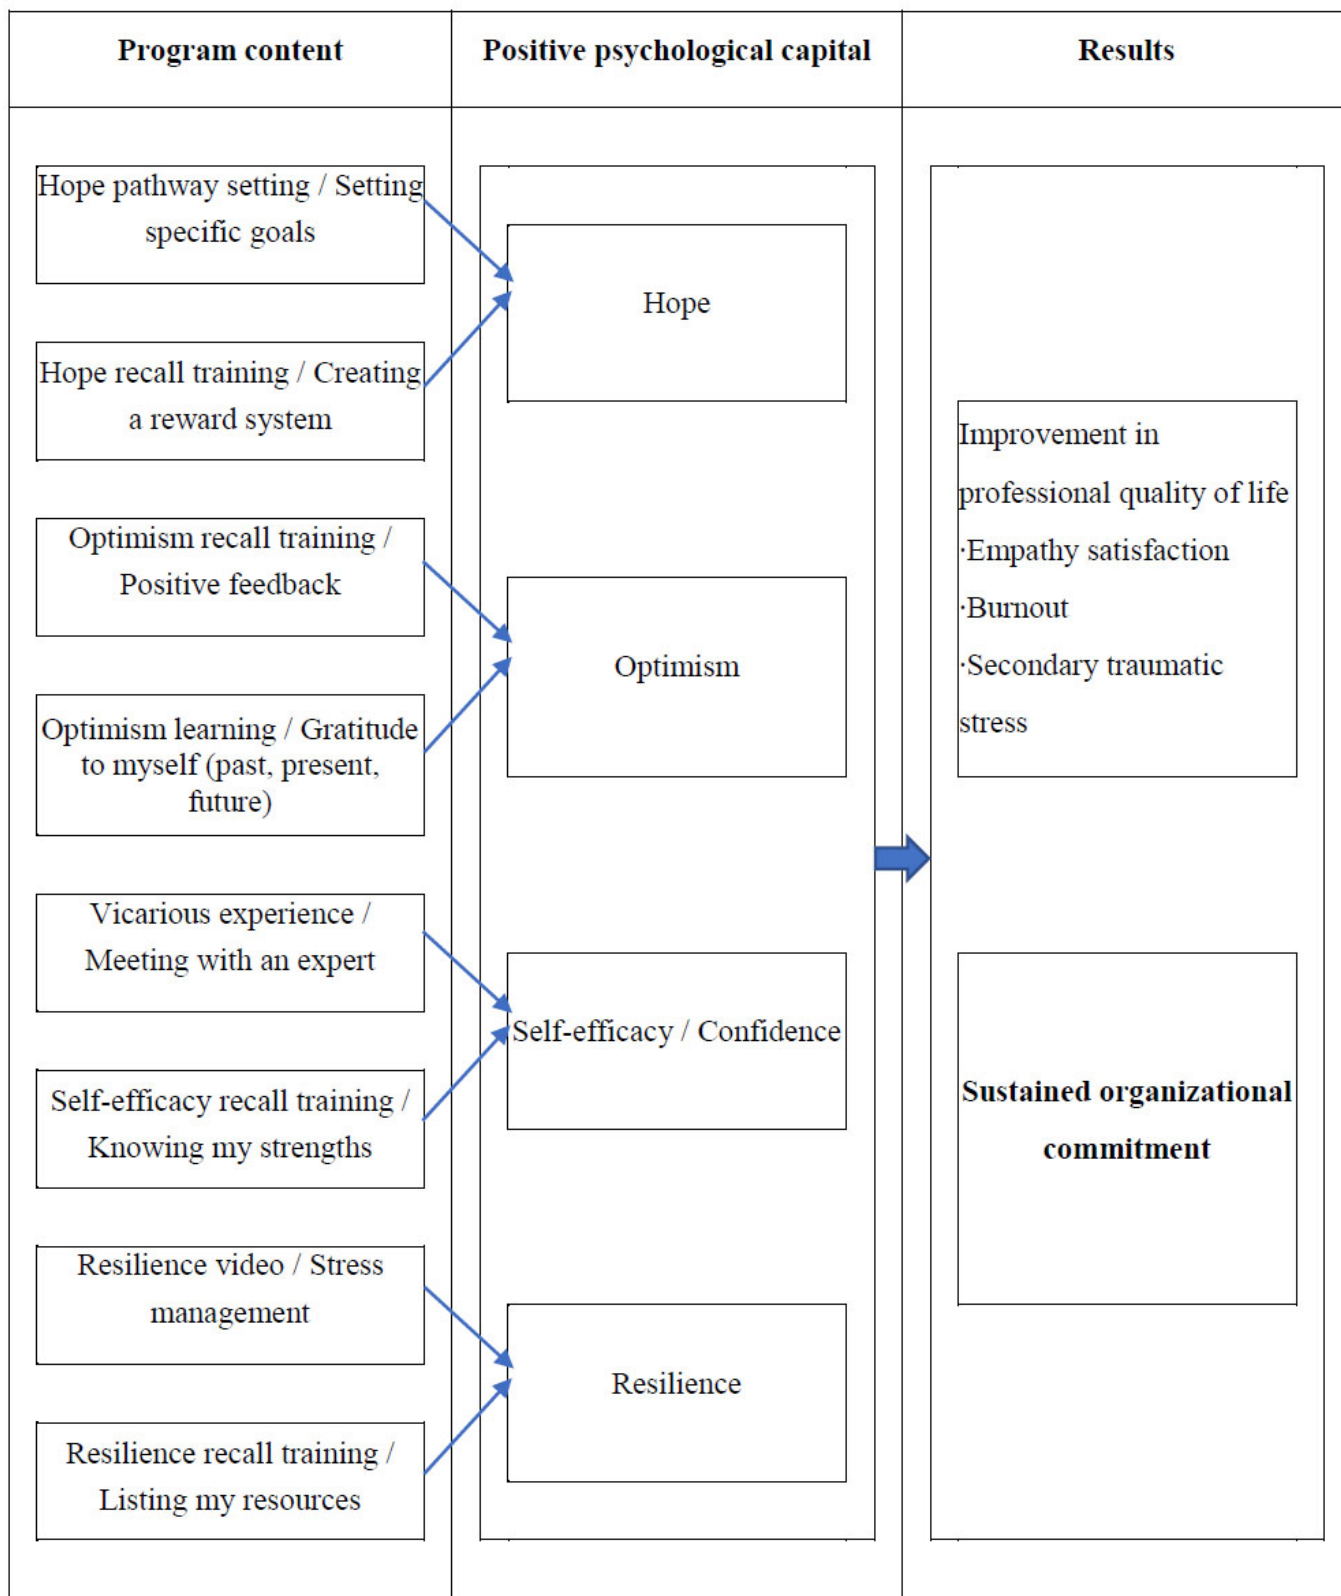 Program content
Positive psychological capital
Results
Hope pathway setting / Setting
specific goals
Hope recall training / Creating
a reward system
Optimism recall training /
Positive feedback
Optimism learning / Gratitude
to myself (past, present,
future)
Vicarious experience /
Meeting with an expert
Self-efficacy recall training /
Knowing my strengths
Resilience video / Stress
management
Resilience recall training /
Listing my resources
Hope
Optimism
Self-efficacy / Confidence
Resilience
Improvement in
professional quality of life
·Empathy satisfaction
·Burnout
·Secondary traumatic
stress
Sustained organizational
commitment